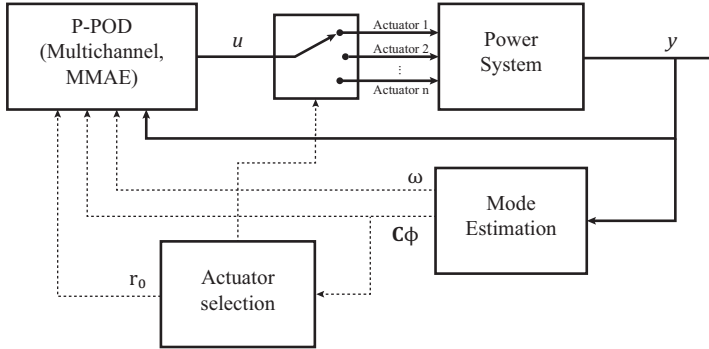 P-POD
(Multichannel,
MMAE)
u
Actuator 1
Actuator 2
⋮
Actuator n
Power
System
y
ω
Cϕ
Mode
Estimation
r₀
Actuator
selection